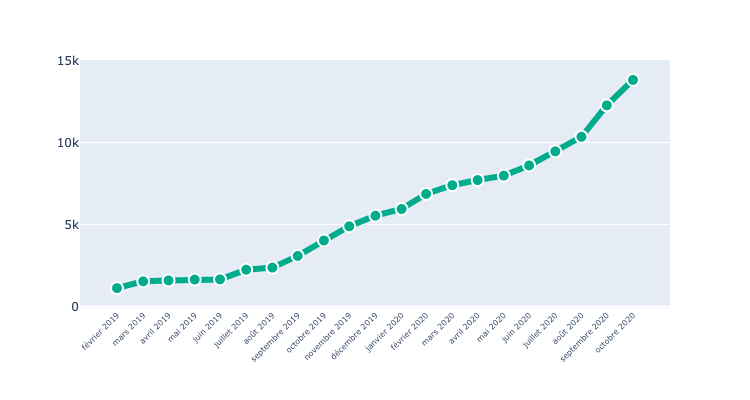 15k
10k
5k
0
février 2019
mars 2019
avril 2019
mai 2019
juin 2019
juillet 2019
août 2019
septembre 2019
octobre 2019
novembre 2019
décembre 2019
janvier 2020
février 2020
mars 2020
avril 2020
mai 2020
juin 2020
juillet 2020
août 2020
septembre 2020
octobre 2020